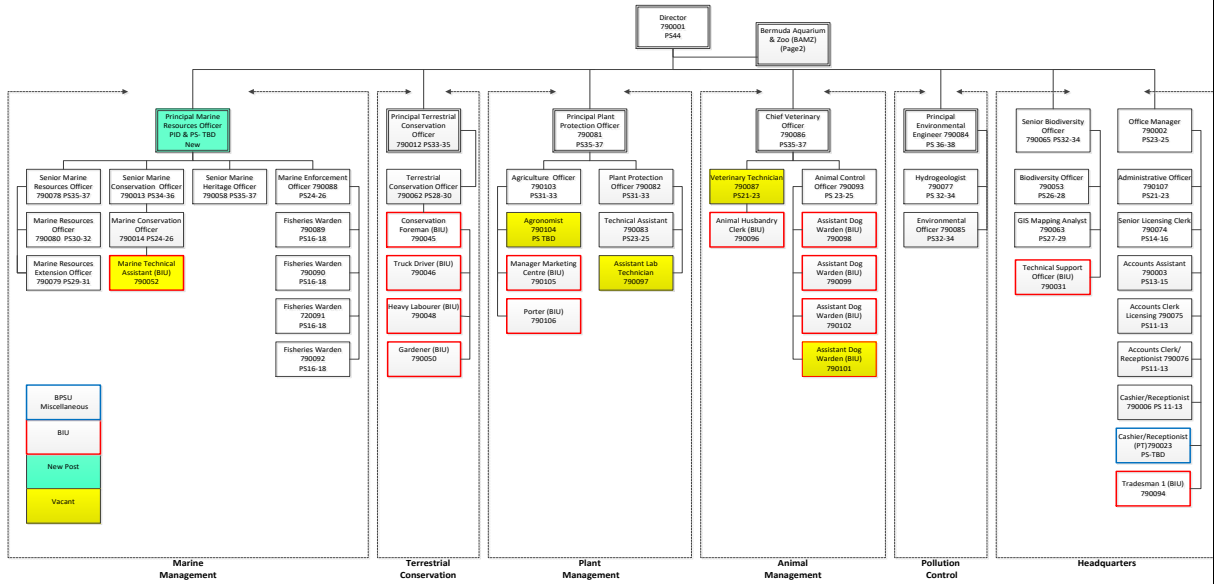 Director
790001
PS44
Bermuda Aquarium
& Zoo (BAMZ)
(Page2)
Principal Marine
Resources Officer
PID & PS- TBD
New
Senior Marine
Resources Officer
790078 PS35-37
Marine Resources
Officer
790080 PS30-32
Marine Resources
Extension Officer
790079 PS29-31
Senior Marine
Conservation Officer
790013 PS34-36
Marine Conservation
Officer
790014 PS24-26
Marine Technical
Assistant (BIU)
790052
Senior Marine
Heritage Officer
790058 PS35-37
Marine Enforcement
Officer 790088
PS24-26
Fisheries Warden
790089
PS16-18
Fisheries Warden
790090
PS16-18
Fisheries Warden
720091
PS16-18
Fisheries Warden
790092
PS16-18
BPSU
Miscellaneous
BIU
New Post
Vacant
Marine
Management
Principal Terrestrial
Conservation
Officer
790012 PS33-35
Terrestrial
Conservation Officer
790062 PS28-30
Conservation
Foreman (BIU)
790045
Truck Driver (BIU)
790046
Heavy Labourer (BIU)
790048
Gardener (BIU)
790050
Terrestrial
Conservation
Principal Plant
Protection Officer
790081
PS35-37
Agriculture Officer
790103
PS31-33
Agronomist
790104
PS TBD
Manager Marketing
Centre (BIU)
790105
Porter (BIU)
790106
Plant Protection
Officer 790082
PS31-33
Technical Assistant
790083
PS23-25
Assistant Lab
Technician
790097
Plant
Management
Chief Veterinary
Officer
790086
PS35-37
Veterinary Technician
790087
PS21-23
Animal Husbandry
Clerk (BIU)
790096
Animal Control
Officer 790093
PS 23-25
Assistant Dog
Warden (BIU)
790098
Assistant Dog
Warden (BIU)
790099
Assistant Dog
Warden (BIU)
790102
Assistant Dog
Warden (BIU)
790101
Animal
Management
Principal
Environmental
Engineer 790084
PS 36-38
Hydrogeologist
790077
PS 32-34
Environmental
Officer 790085
PS32-34
Pollution
Control
Senior Biodiversity
Officer
790065 PS32-34
Biodiversity Officer
790053
PS26-28
GIS Mapping Analyst
790063
PS27-29
Technical Support
Officer (BIU)
790031
Office Manager
790002
PS23-25
Administrative Officer
790107
PS21-23
Senior Licensing Clerk
790074
PS14-16
Accounts Assistant
790003
PS13-15
Accounts Clerk
Licensing 790075
PS11-13
Accounts Clerk/
Receptionist 790076
PS11-13
Cashier/Receptionist
790006 PS 11-13
Cashier/Receptionist
(PT)790023
PS-TBD
Tradesman 1 (BIU)
790094
Headquarters